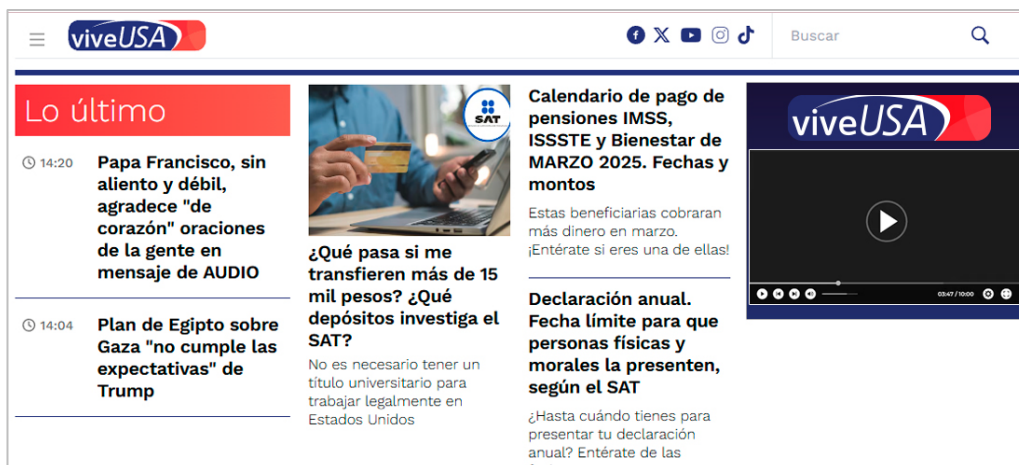 viveUSA
Buscar
Lo último
14:20
Papa Francisco, sin
aliento y débil,
agradece "de
corazón" oraciones
de la gente en
mensaje de AUDIO
14:04
Plan de Egipto sobre
Gaza "no cumple las
expectativas" de
Trump
SAT
¿Qué pasa si me
transfieren más de 15
mil pesos? ¿Qué
depósitos investiga el
SAT?
No es necesario tener un
título universitario para
trabajar legalmente en
Estados Unidos
Calendario de pago de
pensiones IMSS,
ISSSTE y Bienestar de
MARZO 2025. Fechas y
montos
Estas beneficiarias cobraran
más dinero en marzo.
¡Entérate si eres una de ellas!
Declaración anual.
Fecha límite para que
personas físicas y
morales la presenten,
según el SAT
¿Hasta cuándo tienes para
presentar tu declaración
anual? Entérate de las
viveUSA
03:47 / 10:00